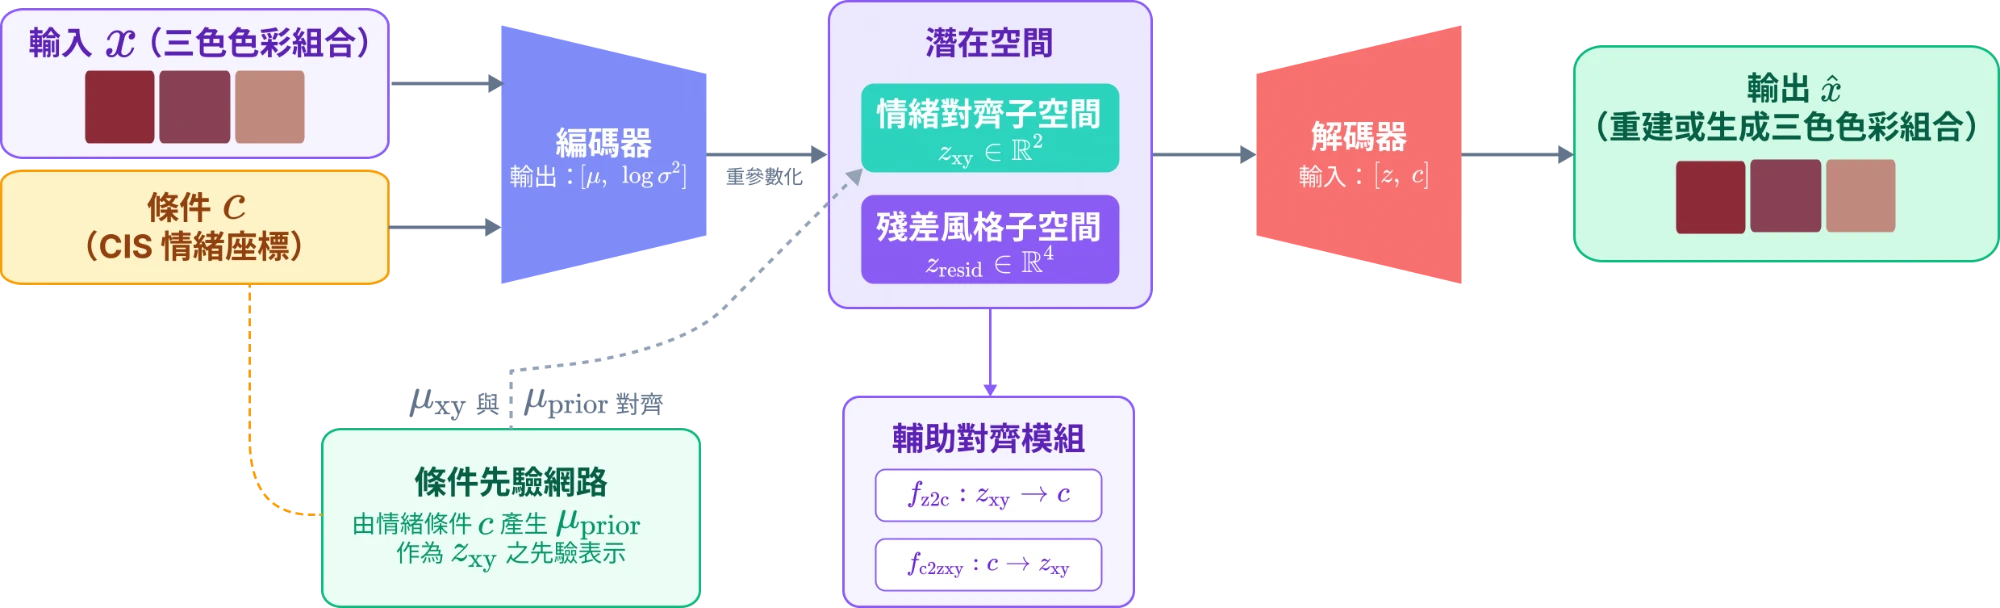 輸入 x（三色色彩組合）
條件 c
（CIS 情緒座標）
編碼器
輸出：[μ, log σ²]
重參數化
潛在空間
情緒對齊子空間
z_xy ∈ ℝ²
殘差風格子空間
z_resid ∈ ℝ⁴
解碼器
輸入：[z, c]
輸出 x̂
（重建或生成三色色彩組合）
μ_xy 與 μ_prior 對齊
條件先驗網路
由情緒條件 c 產生 μ_prior
作為 z_xy 之先驗表示
輔助對齊模組
f_z2c : z_xy → c
f_c2zxy : c → z_xy